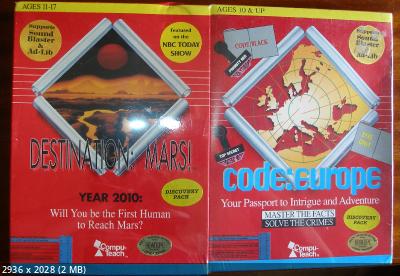 AGES 11-17
Supports
Sound
Blaster
& Ad-Lib
featured
on the
NBC TODAY
SHOW
DESTINATION: MARS!
YEAR 2010:
Will You be the First Human
to Reach Mars?
DISCOVERY
PACK
Compu-
Teach
AGES 10 & UP
CODE/BLACK
Supports
Sound
Blaster
& Ad-Lib
TOP SECRET
code:europe
Your Passport to Intrigue and Adventure
MASTER THE FACTS
SOLVE THE CRIMES
DISCOVERY
PACK
Compu-
Teach
2936 x 2028 (2 MB)